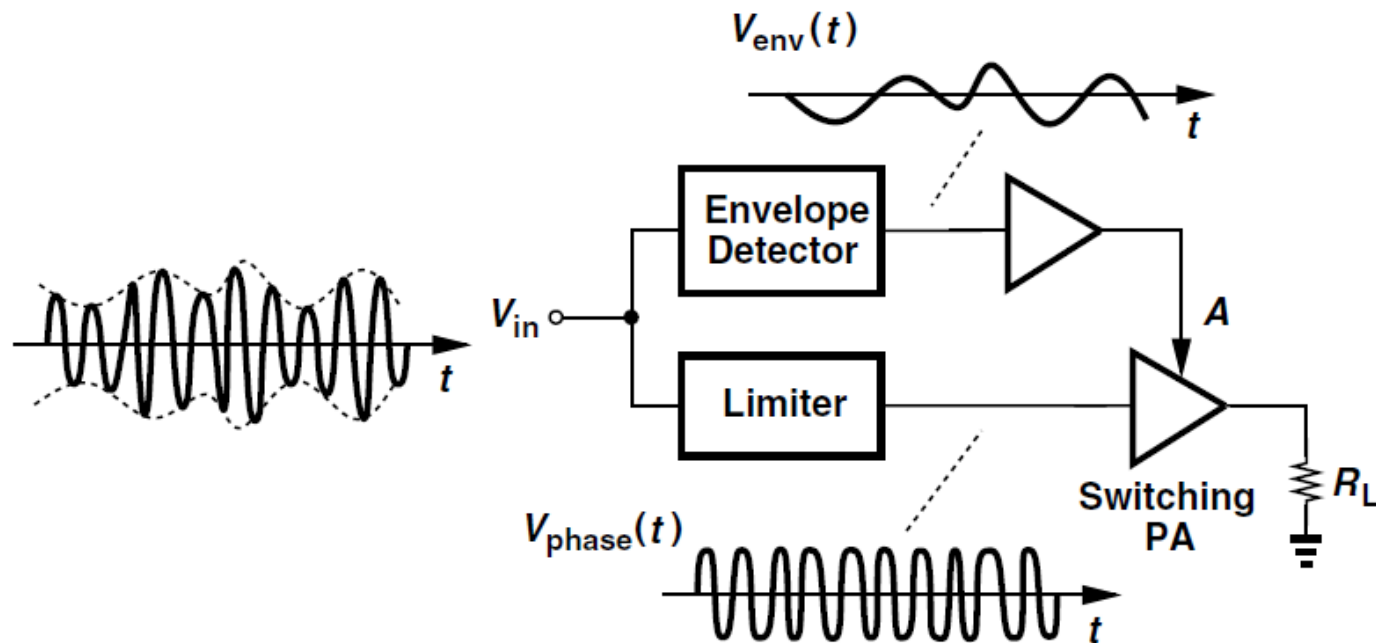 V_env(t)
t
Envelope
Detector
A
V_in
t
Limiter
Switching
PA
R_L
V_phase(t)
t